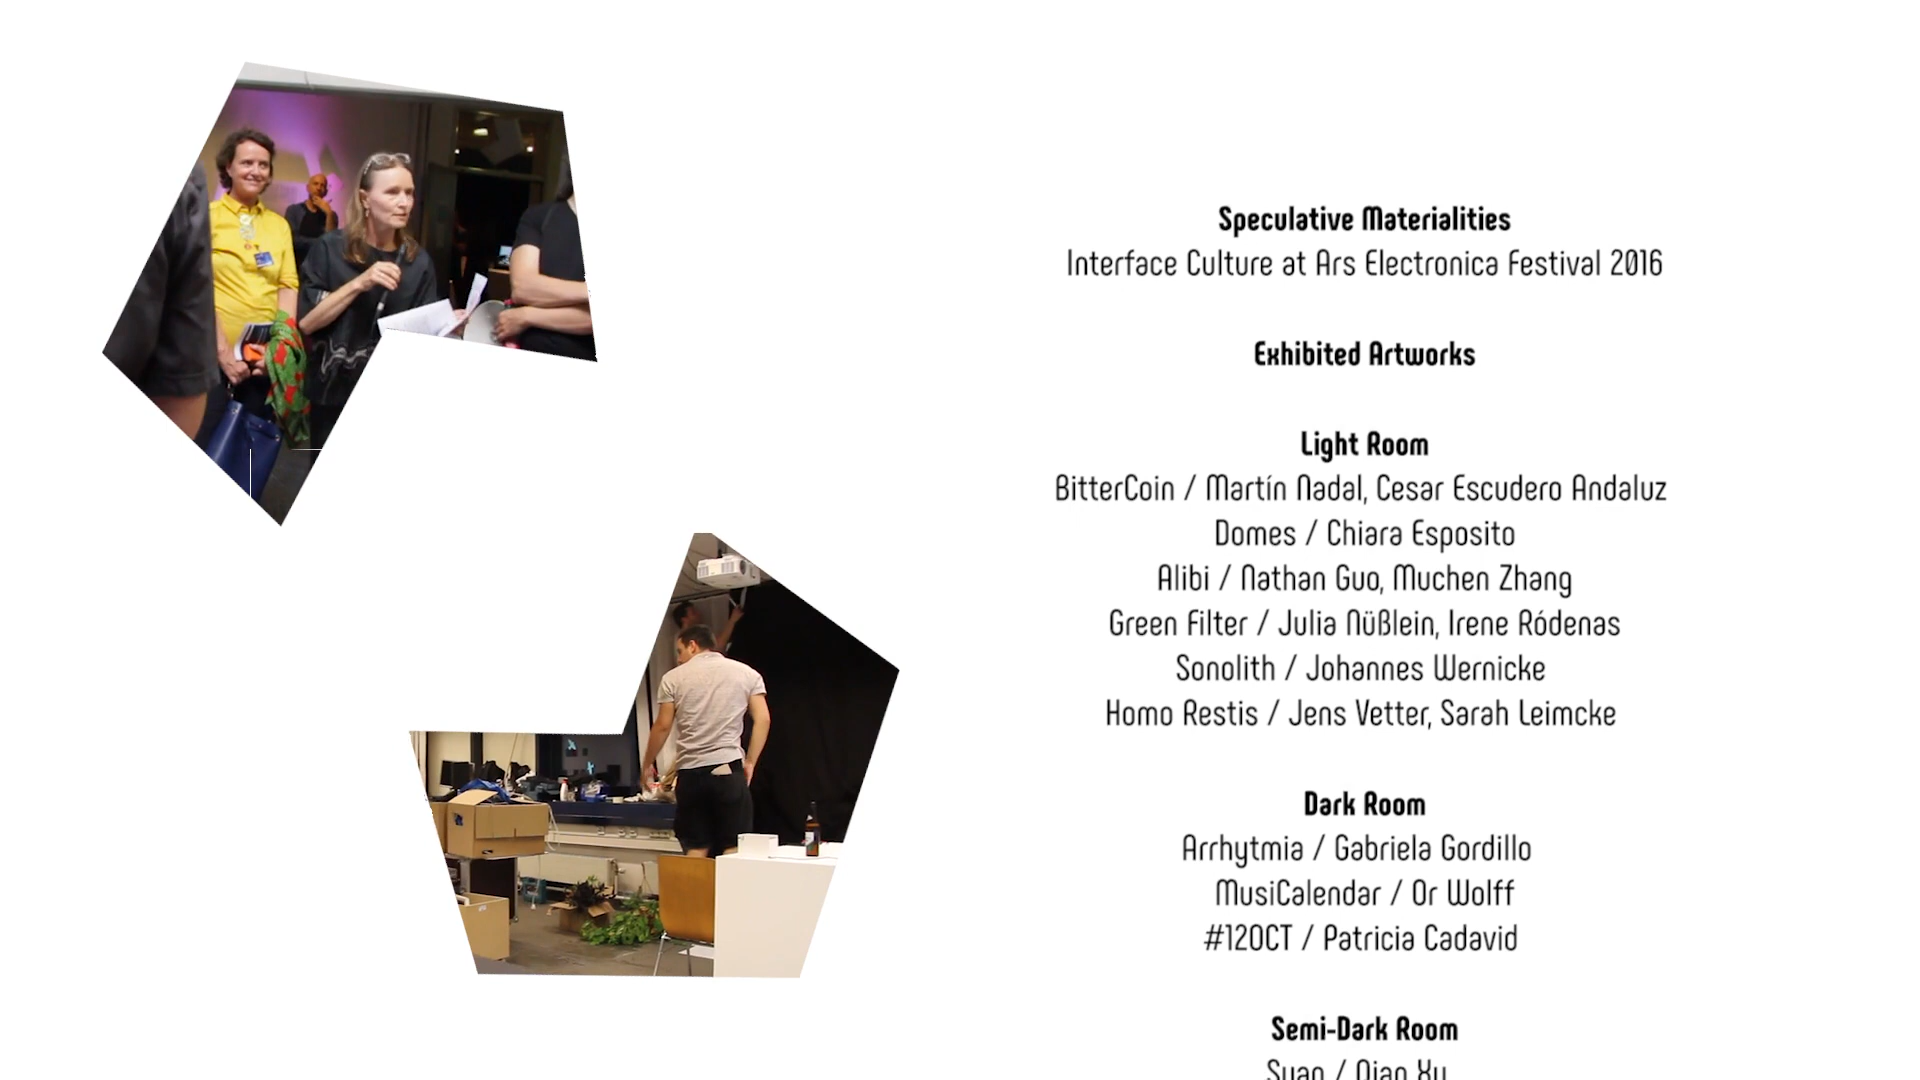 Speculative Materialities
Interface Culture at Ars Electronica Festival 2016
Exhibited Artworks
Light Room
BitterCoin / Martín Nadal, Cesar Escudero Andaluz
Domes / Chiara Esposito
Alibi / Nathan Guo, Muchen Zhang
Green Filter / Julia Nüßlein, Irene Ródenas
Sonolith / Johannes Wernicke
Homo Restis / Jens Vetter, Sarah Leimcke
Dark Room
Arrhytmia / Gabriela Gordillo
MusiCalendar / Or Wolff
#12OCT / Patricia Cadavid
Semi-Dark Room